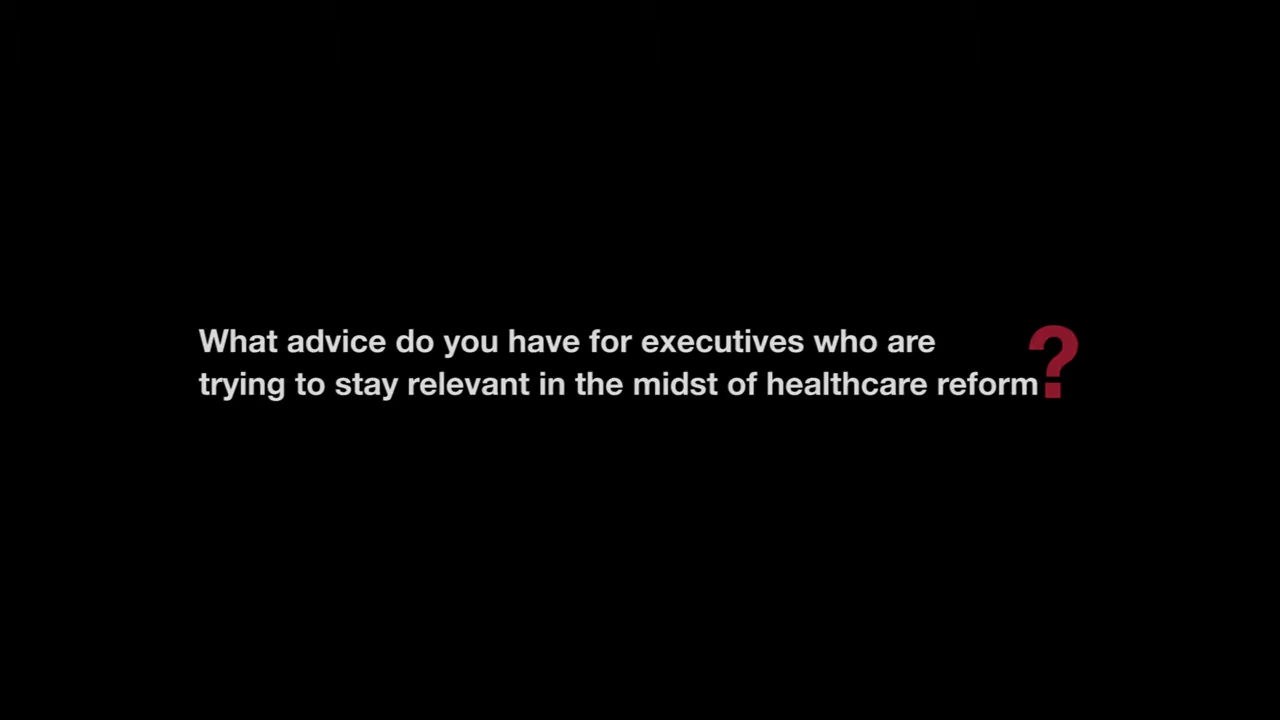 What advice do you have for executives who are
trying to stay relevant in the midst of healthcare reform?